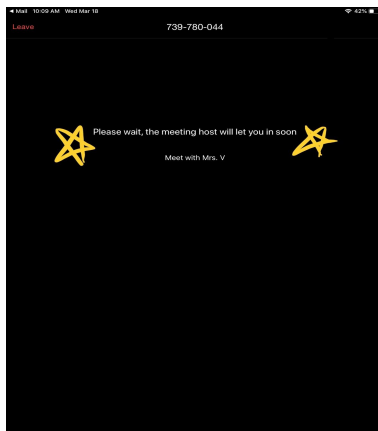 ◄ Mail 10:09 AM Wed Mar 18 42%
Leave 739-780-044
Please wait, the meeting host will let you in soon
Meet with Mrs. V